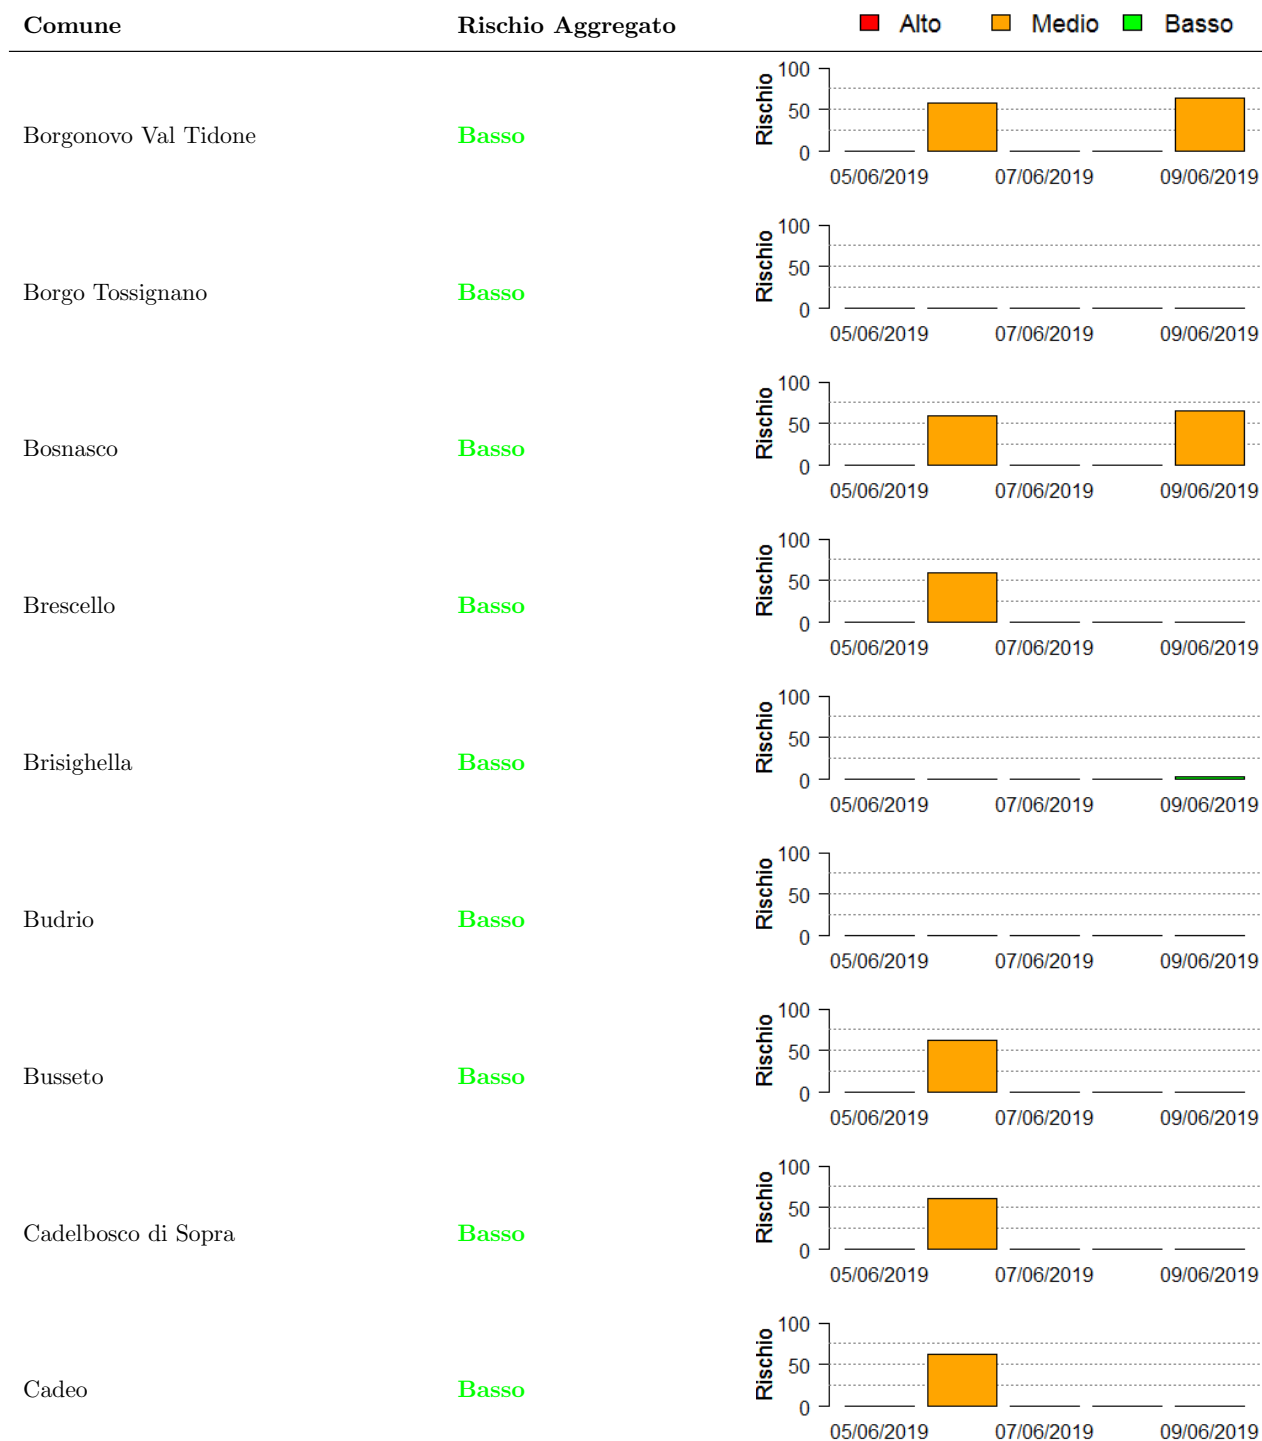 Comune Rischio Aggregato Alto Medio Basso
Borgonovo Val Tidone Basso Rischio 100 50 0
05/06/2019 07/06/2019 09/06/2019
Borgo Tossignano Basso Rischio 100 50 0
05/06/2019 07/06/2019 09/06/2019
Bosnasco Basso Rischio 100 50 0
05/06/2019 07/06/2019 09/06/2019
Brescello Basso Rischio 100 50 0
05/06/2019 07/06/2019 09/06/2019
Brisighella Basso Rischio 100 50 0
05/06/2019 07/06/2019 09/06/2019
Budrio Basso Rischio 100 50 0
05/06/2019 07/06/2019 09/06/2019
Busseto Basso Rischio 100 50 0
05/06/2019 07/06/2019 09/06/2019
Cadelbosco di Sopra Basso Rischio 100 50 0
05/06/2019 07/06/2019 09/06/2019
Cadeo Basso Rischio 100 50 0
05/06/2019 07/06/2019 09/06/2019